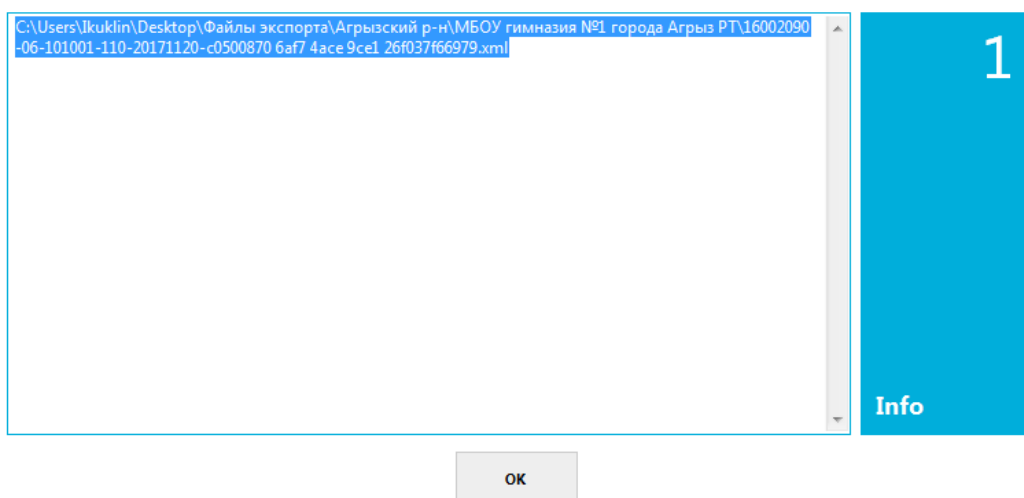 C:\Users\Ikuklin\Desktop\Файлы экспорта\Агрызский р-н\МБОУ гимназия №1 города Агрыз РТ\16002090
-06-101001-110-20171120-c0500870 6af7 4ace 9ce1 26f037f66979.xml
1
Info
ОК